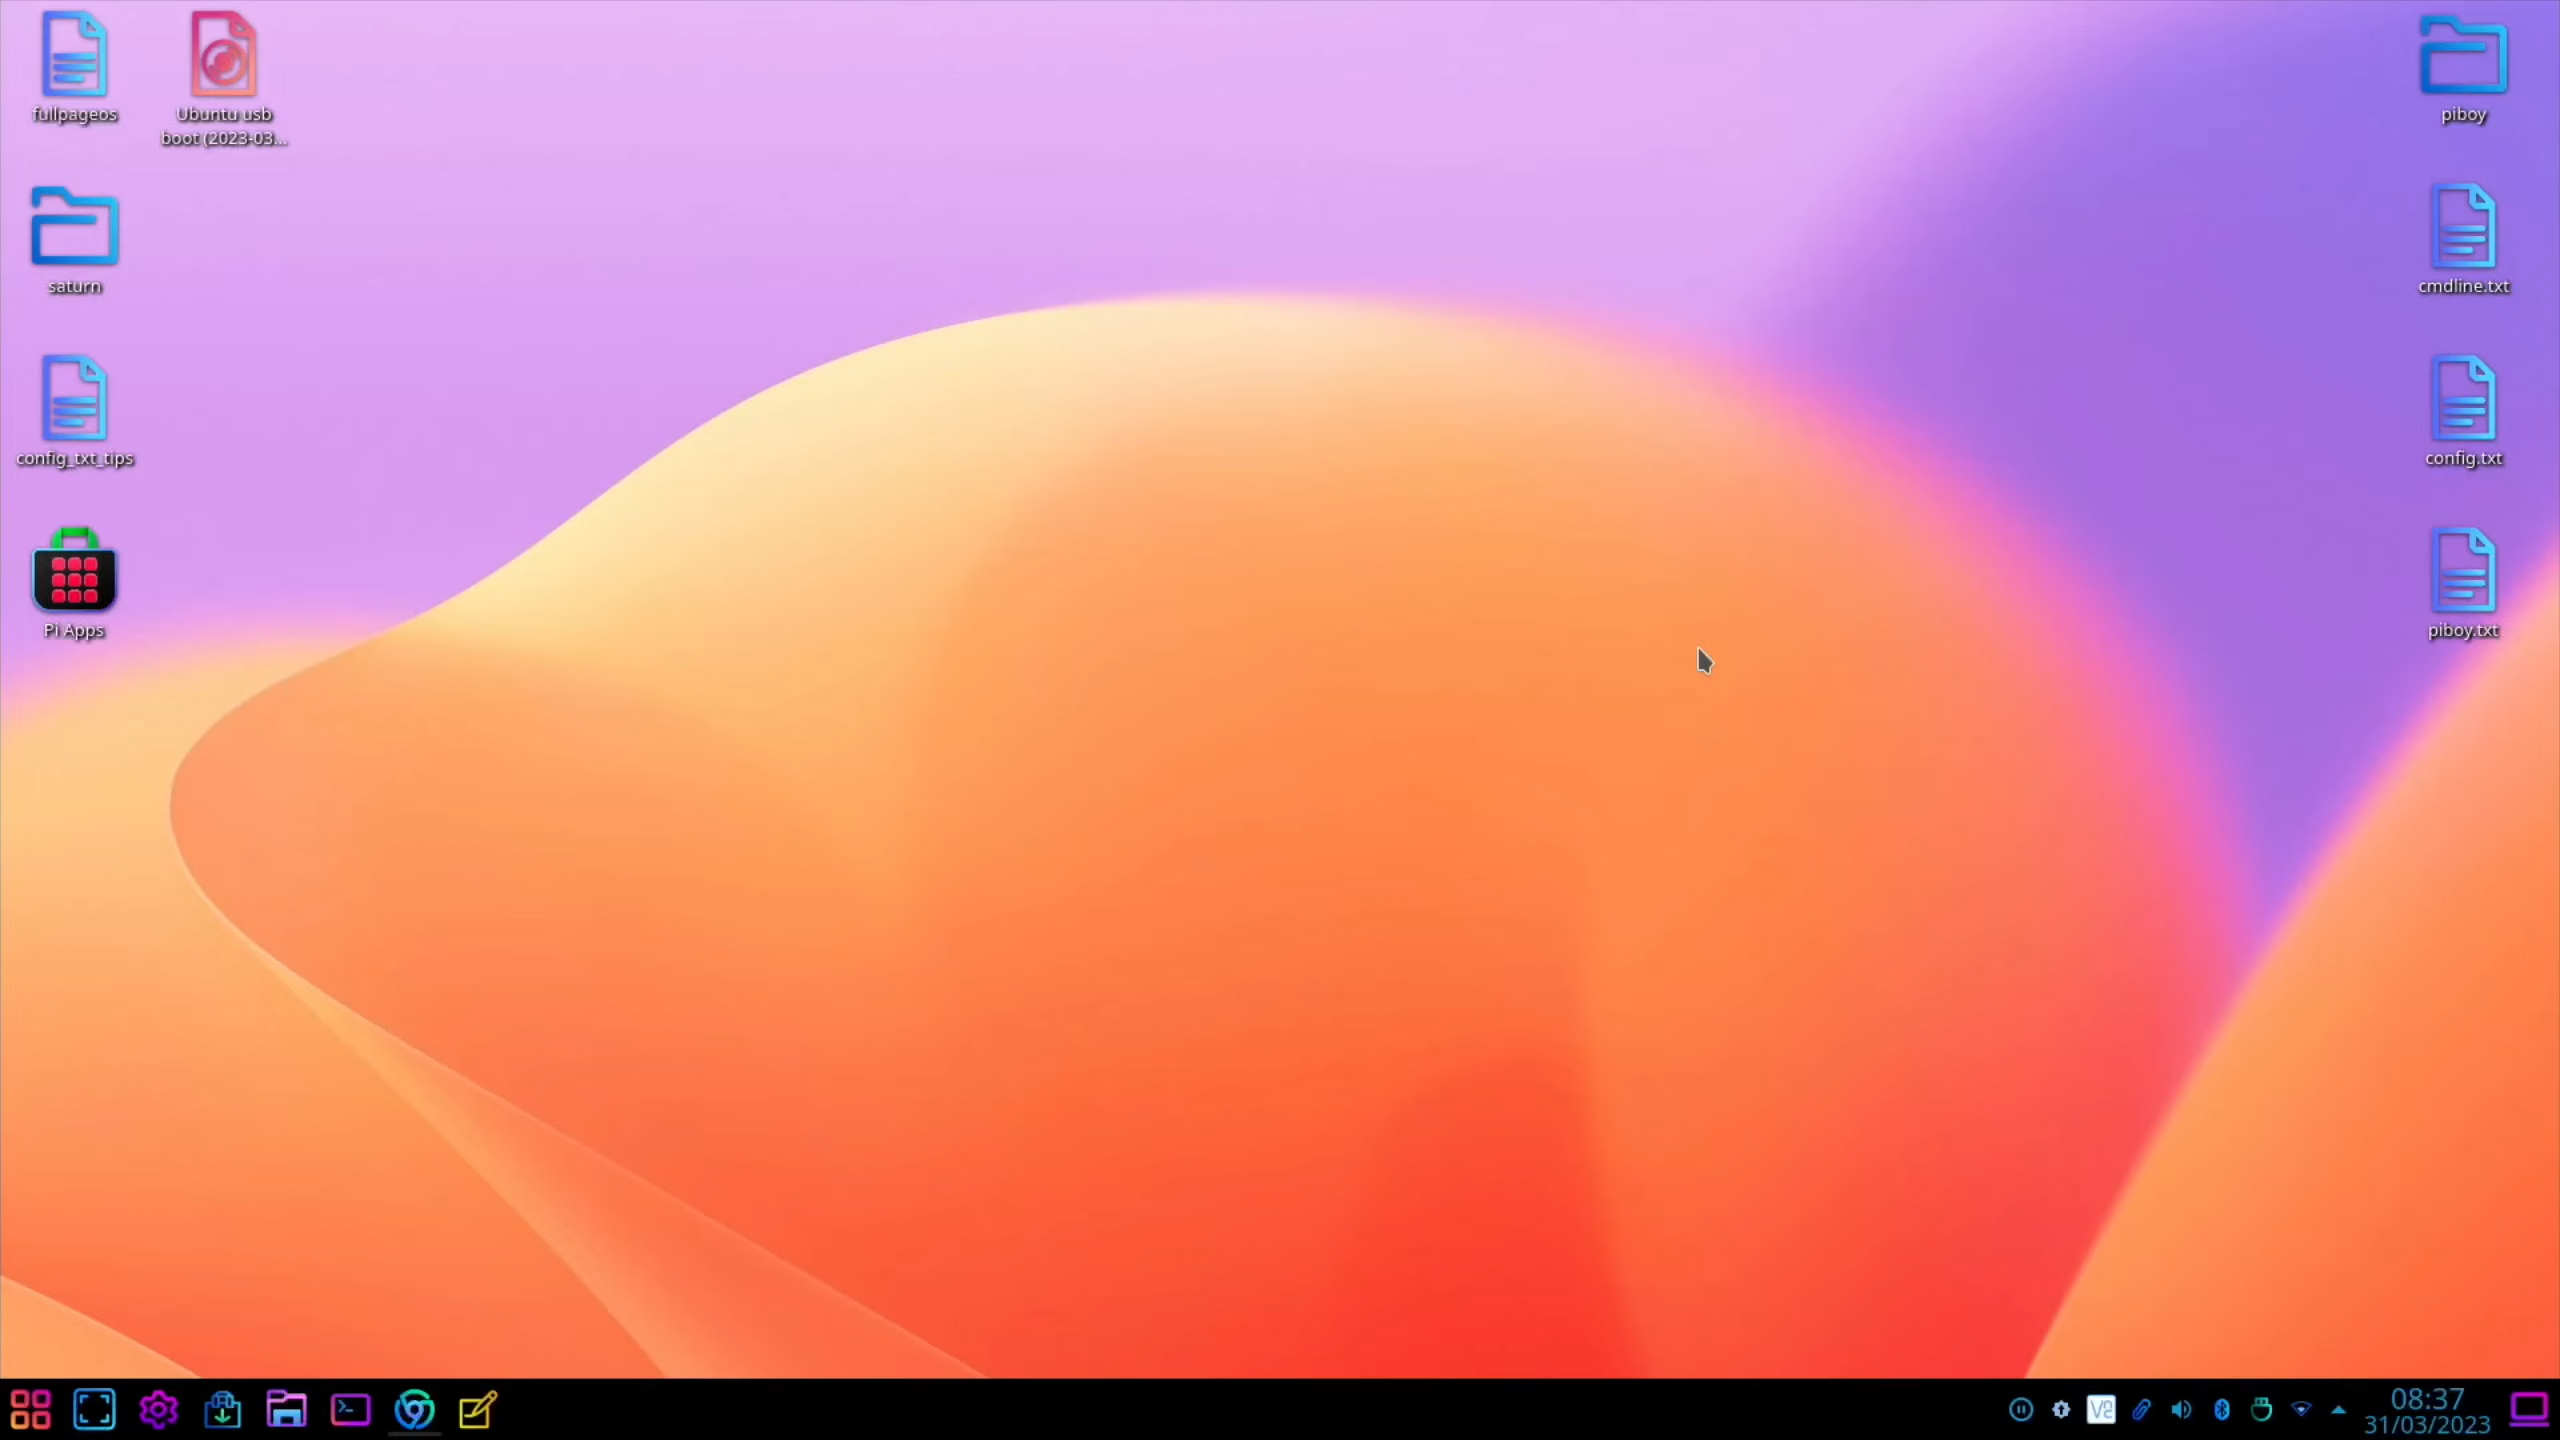 fullpageos
Ubuntu usb
boot (2023-03...
saturn
config_txt_tips
Pi Apps
piboy
cmdline.txt
config.txt
piboy.txt
V2
08:37
31/03/2023